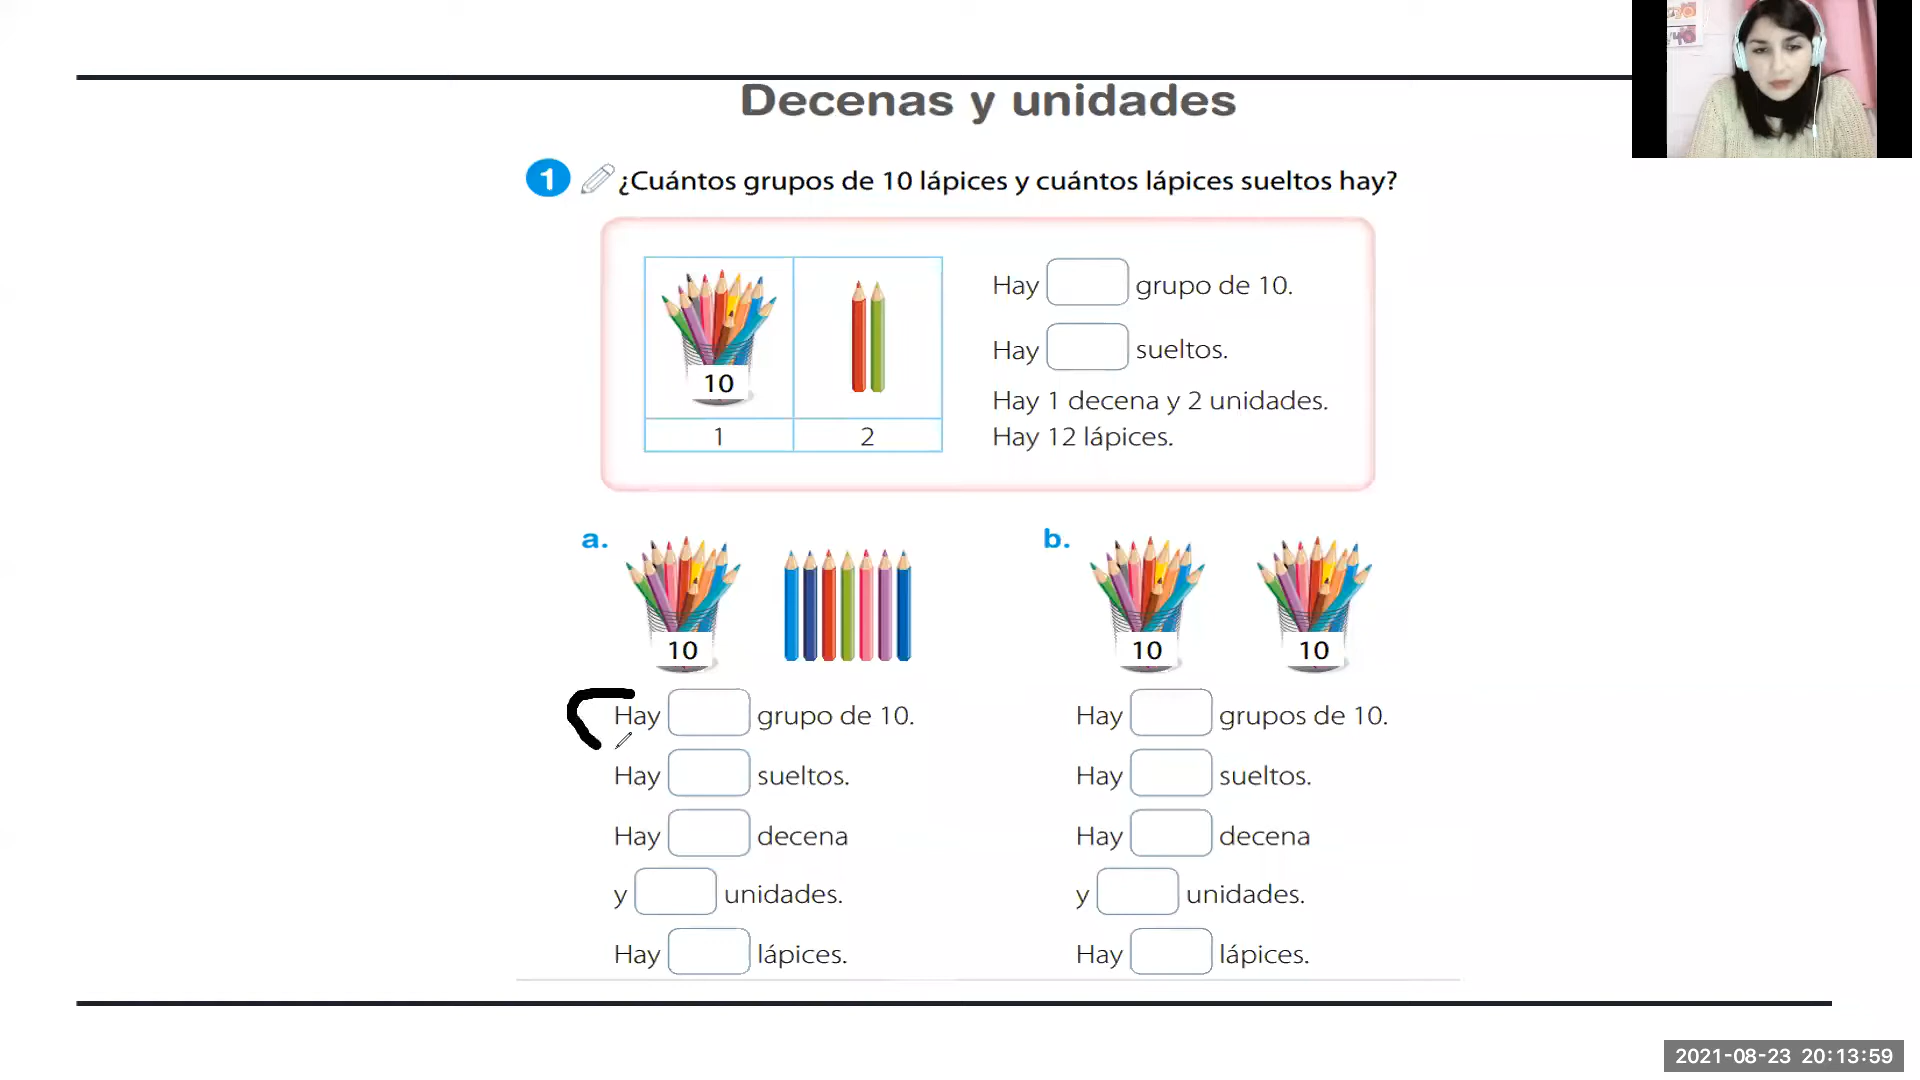 Decenas y unidades
1 ¿Cuántos grupos de 10 lápices y cuántos lápices sueltos hay?
10
1 2
Hay grupo de 10.
Hay sueltos.
Hay 1 decena y 2 unidades.
Hay 12 lápices.
a.
10
Hay grupo de 10.
Hay sueltos.
Hay decena
y unidades.
Hay lápices.
b.
10 10
Hay grupos de 10.
Hay sueltos.
Hay decena
y unidades.
Hay lápices.
2021-08-23 20:13:59